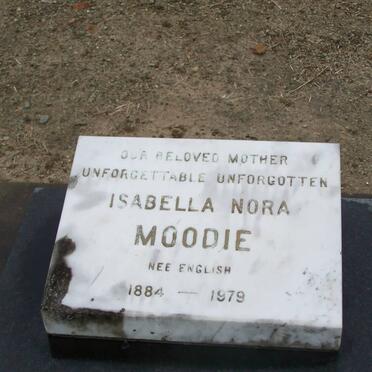 OUR BELOVED MOTHER
UNFORGETTABLE UNFORGOTTEN
ISABELLA NORA
MOODIE
NEE ENGLISH
1884 — 1979